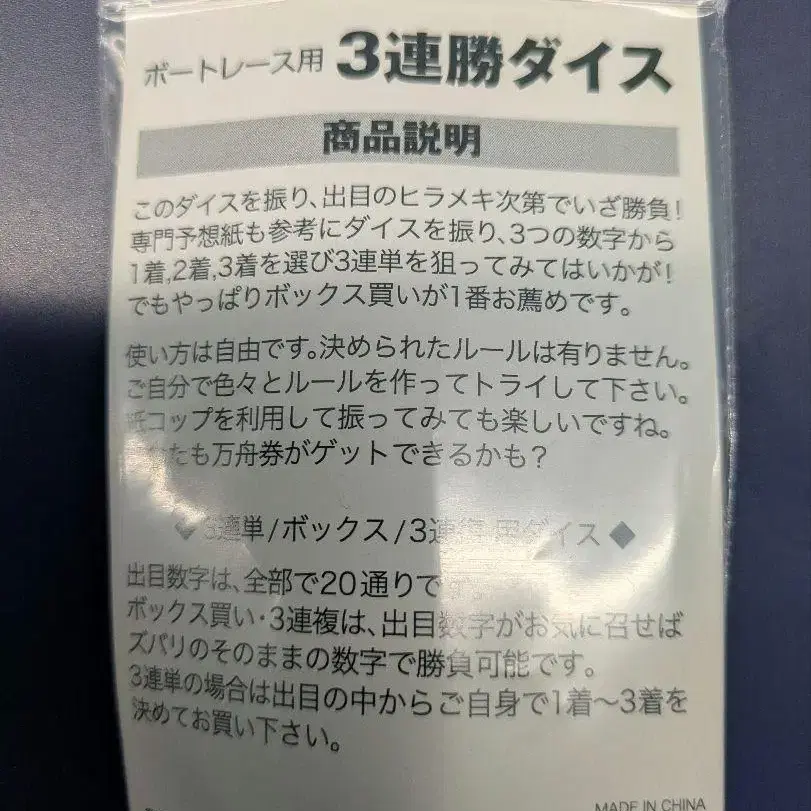 ボートレース用 3連勝ダイス
商品説明
このダイスを振り、出目のヒラメキ次第でいざ勝負!
専門予想紙も参考にダイスを振り、3つの数字から
1着,2着,3着を選び3連単を狙ってみてはいかが!
でもやっぱりボックス買いが1番お薦めです。
使い方は自由です。決められたルールは有りません。
ご自分で色々とルールを作ってトライして下さい。
紙コップを利用して振ってみても楽しいですね。
たも万舟券がゲットできるかも?
3連単/ボックス/3連複用ダイス◆
出目数字は、全部で20通りで
ボックス買い・3連複は、出目数字がお気に召せば
ズバリのそのままの数字で勝負可能です。
3連単の場合は出目の中からご自身で1着〜3着を
決めてお買い下さい。
MADE IN CHINA